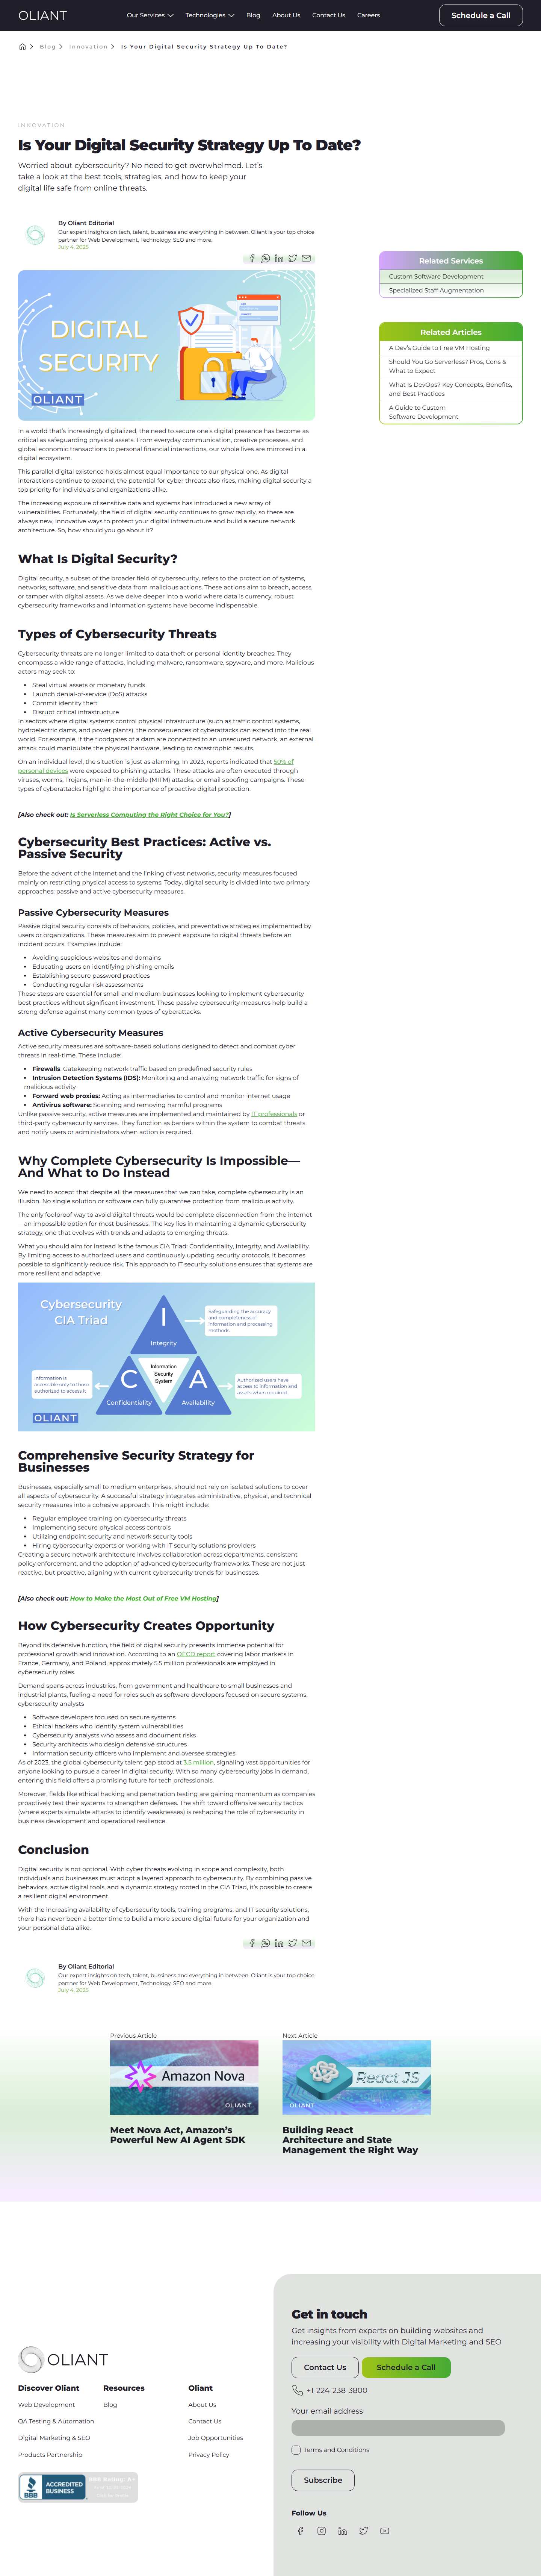 OLIANT
Our Services
Technologies
Blog
About Us
Contact Us
Careers
Schedule a Call
Blog
Innovation
Is Your Digital Security Strategy Up To Date?
INNOVATION
Is Your Digital Security Strategy Up To Date?
Worried about cybersecurity? No need to get overwhelmed. Let's
take a look at the best tools, strategies, and how to keep your
digital life safe from online threats.
By Oliant Editorial
Our expert insights on tech, talent, bussiness and everything in between. Oliant is your top choice
partner for Web Development, Technology, SEO and more.
July 4, 2025
DIGITAL
SECURITY
OLIANT
Related Services
Custom Software Development
Specialized Staff Augmentation
Related Articles
A Dev's Guide to Free VM Hosting
Should You Go Serverless? Pros, Cons &
What to Expect
What Is DevOps? Key Concepts, Benefits,
and Best Practices
A Guide to Custom
Software Development
In a world that's increasingly digitalized, the need to secure one's digital presence has become as
critical as safeguarding physical assets. From everyday communication, creative processes, and
global economic transactions to personal financial interactions, our whole lives are mirrored in a
digital ecosystem.
This parallel digital existence holds almost equal importance to our physical one. As digital
interactions continue to expand, the potential for cyber threats also rises, making digital security a
top priority for individuals and organizations alike.
The increasing exposure of sensitive data and systems has introduced a new array of
vulnerabilities. Fortunately, the field of digital security continues to grow rapidly, so there are
always new, innovative ways to protect your digital infrastructure and build a secure network
architecture. So, how should you go about it?
What Is Digital Security?
Digital security, a subset of the broader field of cybersecurity, refers to the protection of systems,
networks, software, and sensitive data from malicious actions. These actions aim to breach, access,
or tamper with digital assets. As we delve deeper into a world where data is currency, robust
cybersecurity frameworks and information systems have become indispensable.
Types of Cybersecurity Threats
Cybersecurity threats are no longer limited to data theft or personal identity breaches. They
encompass a wide range of attacks, including malware, ransomware, spyware, and more. Malicious
actors may seek to:
• Steal virtual assets or monetary funds
• Launch denial-of-service (DoS) attacks
• Commit identity theft
• Disrupt critical infrastructure
In sectors where digital systems control physical infrastructure (such as traffic control systems,
hydroelectric dams, and power plants), the consequences of cyberattacks can extend into the real
world. For example, if the floodgates of a dam are connected to an unsecured network, an external
attack could manipulate the physical hardware, leading to catastrophic results.
On an individual level, the situation is just as alarming. In 2023, reports indicated that 50% of
personal devices were exposed to phishing attacks. These attacks are often executed through
viruses, worms, Trojans, man-in-the-middle (MITM) attacks, or email spoofing campaigns. These
types of cyberattacks highlight the importance of proactive digital protection.
[Also check out: Is Serverless Computing the Right Choice for You?]
Cybersecurity Best Practices: Active vs.
Passive Security
Before the advent of the internet and the linking of vast networks, security measures focused
mainly on restricting physical access to systems. Today, digital security is divided into two primary
approaches: passive and active cybersecurity measures.
Passive Cybersecurity Measures
Passive digital security consists of behaviors, policies, and preventative strategies implemented by
users or organizations. These measures aim to prevent exposure to digital threats before an
incident occurs. Examples include:
• Avoiding suspicious websites and domains
• Educating users on identifying phishing emails
• Establishing secure password practices
• Conducting regular risk assessments
These steps are essential for small and medium businesses looking to implement cybersecurity
best practices without significant investment. These passive cybersecurity measures help build a
strong defense against many common types of cyberattacks.
Active Cybersecurity Measures
Active security measures are software-based solutions designed to detect and combat cyber
threats in real-time. These include:
• Firewalls: Gatekeeping network traffic based on predefined security rules
• Intrusion Detection Systems (IDS): Monitoring and analyzing network traffic for signs of
malicious activity
• Forward web proxies: Acting as intermediaries to control and monitor internet usage
• Antivirus software: Scanning and removing harmful programs
Unlike passive security, active measures are implemented and maintained by IT professionals or
third-party cybersecurity services. They function as barriers within the system to combat threats
and notify users or administrators when action is required.
Why Complete Cybersecurity Is Impossible—
And What to Do Instead
We need to accept that despite all the measures that we can take, complete cybersecurity is an
illusion. No single solution or software can fully guarantee protection from malicious activity.
The only foolproof way to avoid digital threats would be complete disconnection from the internet
—an impossible option for most businesses. The key lies in maintaining a dynamic cybersecurity
strategy, one that evolves with trends and adapts to emerging threats.
What you should aim for instead is the famous CIA Triad: Confidentiality, Integrity, and Availability.
By limiting access to authorized users and continuously updating security protocols, it becomes
possible to significantly reduce risk. This approach to IT security solutions ensures that systems are
more resilient and adaptive.
Cybersecurity
CIA Triad
I
Integrity
Safeguarding the accuracy
and completeness of
information and processing
methods
Information
Security
System
Information is
accessible only to those
authorized to access it
C
Confidentiality
A
Availability
Authorized users have
access to information and
assets when required.
OLIANT
Comprehensive Security Strategy for
Businesses
Businesses, especially small to medium enterprises, should not rely on isolated solutions to cover
all aspects of cybersecurity. A successful strategy integrates administrative, physical, and technical
security measures into a cohesive approach. This might include:
• Regular employee training on cybersecurity threats
• Implementing secure physical access controls
• Utilizing endpoint security and network security tools
• Hiring cybersecurity experts or working with IT security solutions providers
Creating a secure network architecture involves collaboration across departments, consistent
policy enforcement, and the adoption of advanced cybersecurity frameworks. These are not just
reactive, but proactive, aligning with current cybersecurity trends for businesses.
[Also check out: How to Make the Most Out of Free VM Hosting]
How Cybersecurity Creates Opportunity
Beyond its defensive function, the field of digital security presents immense potential for
professional growth and innovation. According to an OECD report covering labor markets in
France, Germany, and Poland, approximately 5.5 million professionals are employed in
cybersecurity roles.
Demand spans across industries, from government and healthcare to small businesses and
industrial plants, fueling a need for roles such as software developers focused on secure systems,
cybersecurity analysts
• Software developers focused on secure systems
• Ethical hackers who identify system vulnerabilities
• Cybersecurity analysts who assess and document risks
• Security architects who design defensive structures
• Information security officers who implement and oversee strategies
As of 2023, the global cybersecurity talent gap stood at 3.5 million, signaling vast opportunities for
anyone looking to pursue a career in digital security. With so many cybersecurity jobs in demand,
entering this field offers a promising future for tech professionals.
Moreover, fields like ethical hacking and penetration testing are gaining momentum as companies
proactively test their systems to strengthen defenses. The shift toward offensive security tactics
(where experts simulate attacks to identify weaknesses) is reshaping the role of cybersecurity in
business development and operational resilience.
Conclusion
Digital security is not optional. With cyber threats evolving in scope and complexity, both
individuals and businesses must adopt a layered approach to cybersecurity. By combining passive
behaviors, active digital tools, and a dynamic strategy rooted in the CIA Triad, it's possible to create
a resilient digital environment.
With the increasing availability of cybersecurity tools, training programs, and IT security solutions,
there has never been a better time to build a more secure digital future for your organization and
your personal data alike.
By Oliant Editorial
Our expert insights on tech, talent, bussiness and everything in between. Oliant is your top choice
partner for Web Development, Technology, SEO and more.
July 4, 2025
Previous Article
Amazon Nova
OLIANT
Meet Nova Act, Amazon's
Powerful New AI Agent SDK
Next Article
React JS
OLIANT
Building React
Architecture and State
Management the Right Way
OLIANT
Discover Oliant
Web Development
QA Testing & Automation
Digital Marketing & SEO
Products Partnership
Resources
Blog
Oliant
About Us
Contact Us
Job Opportunities
Privacy Policy
BBB
ACCREDITED
BUSINESS
BBB Rating: A+
Get in touch
Get insights from experts on building websites and
increasing your visibility with Digital Marketing and SEO
Contact Us
Schedule a Call
+1-224-238-3800
Your email address
Terms and Conditions
Subscribe
Follow Us